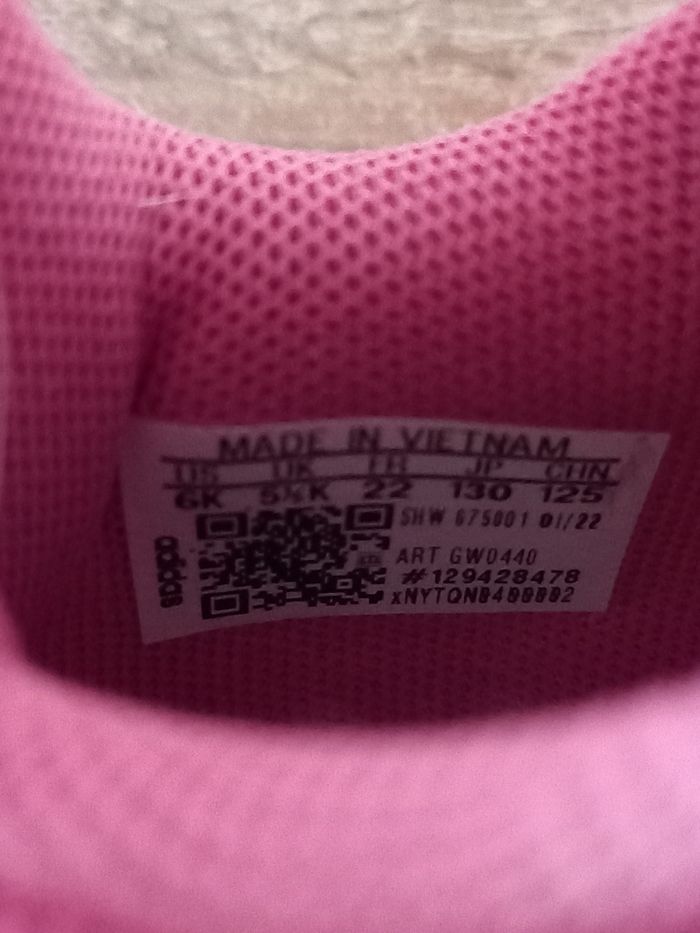 MADE IN VIETNAM
US UK FR JP CHN
6K 5½K 22 130 125
SHW 675001 01/22
ART GW0440
#129428478
adidas